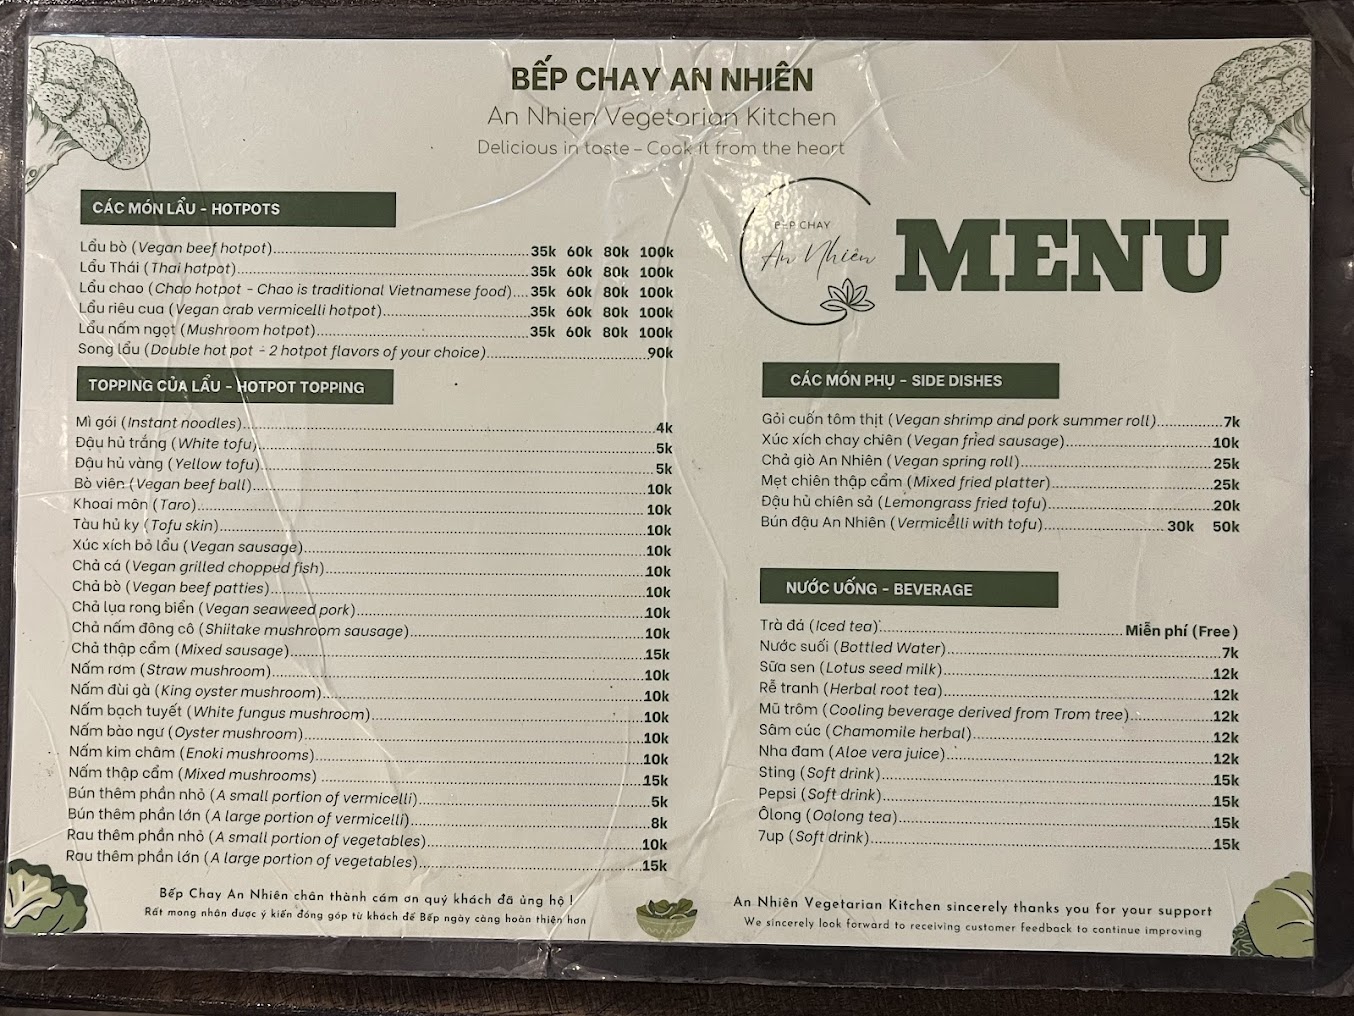 BẾP CHAY AN NHIÊN
An Nhien Vegetarian Kitchen
Delicious in taste – Cook it from the heart
CÁC MÓN LẨU - HOTPOTS
Lẩu bò (Vegan beef hotpot)..........35k 60k 80k 100k
Lẩu Thái (Thai hotpot)..........35k 60k 80k 100k
Lẩu chao (Chao hotpot - Chao is traditional Vietnamese food)....35k 60k 80k 100k
Lẩu riêu cua (Vegan crab vermicelli hotpot)..........35k 60k 80k 100k
Lẩu nấm ngọt (Mushroom hotpot)..........35k 60k 80k 100k
Song lẩu (Double hot pot - 2 hotpot flavors of your choice)..........90k
TOPPING CỦA LẨU - HOTPOT TOPPING
Mì gói (Instant noodles)..........4k
Đậu hủ trắng (White tofu)..........5k
Đậu hủ vàng (Yellow tofu)..........5k
Bò viên (Vegan beef ball)..........10k
Khoai môn (Taro)..........10k
Tàu hủ ky (Tofu skin)..........10k
Xúc xích bỏ lẩu (Vegan sausage)..........10k
Chả cá (Vegan grilled chopped fish)..........10k
Chả bò (Vegan beef patties)..........10k
Chả lụa rong biển (Vegan seaweed pork)..........10k
Chả nấm đông cô (Shiitake mushroom sausage)..........10k
Chả thập cẩm (Mixed sausage)..........15k
Nấm rơm (Straw mushroom)..........10k
Nấm đùi gà (King oyster mushroom)..........10k
Nấm bạch tuyết (White fungus mushroom)..........10k
Nấm bào ngư (Oyster mushroom)..........10k
Nấm kim châm (Enoki mushrooms)..........10k
Nấm thập cẩm (Mixed mushrooms)..........15k
Bún thêm phần nhỏ (A small portion of vermicelli)..........5k
Bún thêm phần lớn (A large portion of vermicelli)..........8k
Rau thêm phần nhỏ (A small portion of vegetables)..........10k
Rau thêm phần lớn (A large portion of vegetables)..........15k
Bếp Chay An Nhiên chân thành cám ơn quý khách đã ủng hộ !
Rất mong nhận được ý kiến đóng góp từ khách để Bếp ngày càng hoàn thiện hơn
BẾP CHAY
An Nhiên
MENU
CÁC MÓN PHỤ - SIDE DISHES
Gỏi cuốn tôm thịt (Vegan shrimp and pork summer roll)..........7k
Xúc xích chay chiên (Vegan fried sausage)..........10k
Chả giò An Nhiên (Vegan spring roll)..........25k
Mẹt chiên thập cẩm (Mixed fried platter)..........25k
Đậu hủ chiên sả (Lemongrass fried tofu)..........20k
Bún đậu An Nhiên (Vermicelli with tofu)..........30k 50k
NƯỚC UỐNG - BEVERAGE
Trà đá (Iced tea)..........Miễn phí (Free)
Nước suối (Bottled Water)..........7k
Sữa sen (Lotus seed milk)..........12k
Rễ tranh (Herbal root tea)..........12k
Mũ trôm (Cooling beverage derived from Trom tree)..........12k
Sâm cúc (Chamomile herbal)..........12k
Nha đam (Aloe vera juice)..........12k
Sting (Soft drink)..........15k
Pepsi (Soft drink)..........15k
Ôlong (Oolong tea)..........15k
7up (Soft drink)..........15k
An Nhiên Vegetarian Kitchen sincerely thanks you for your support
We sincerely look forward to receiving customer feedback to continue improving